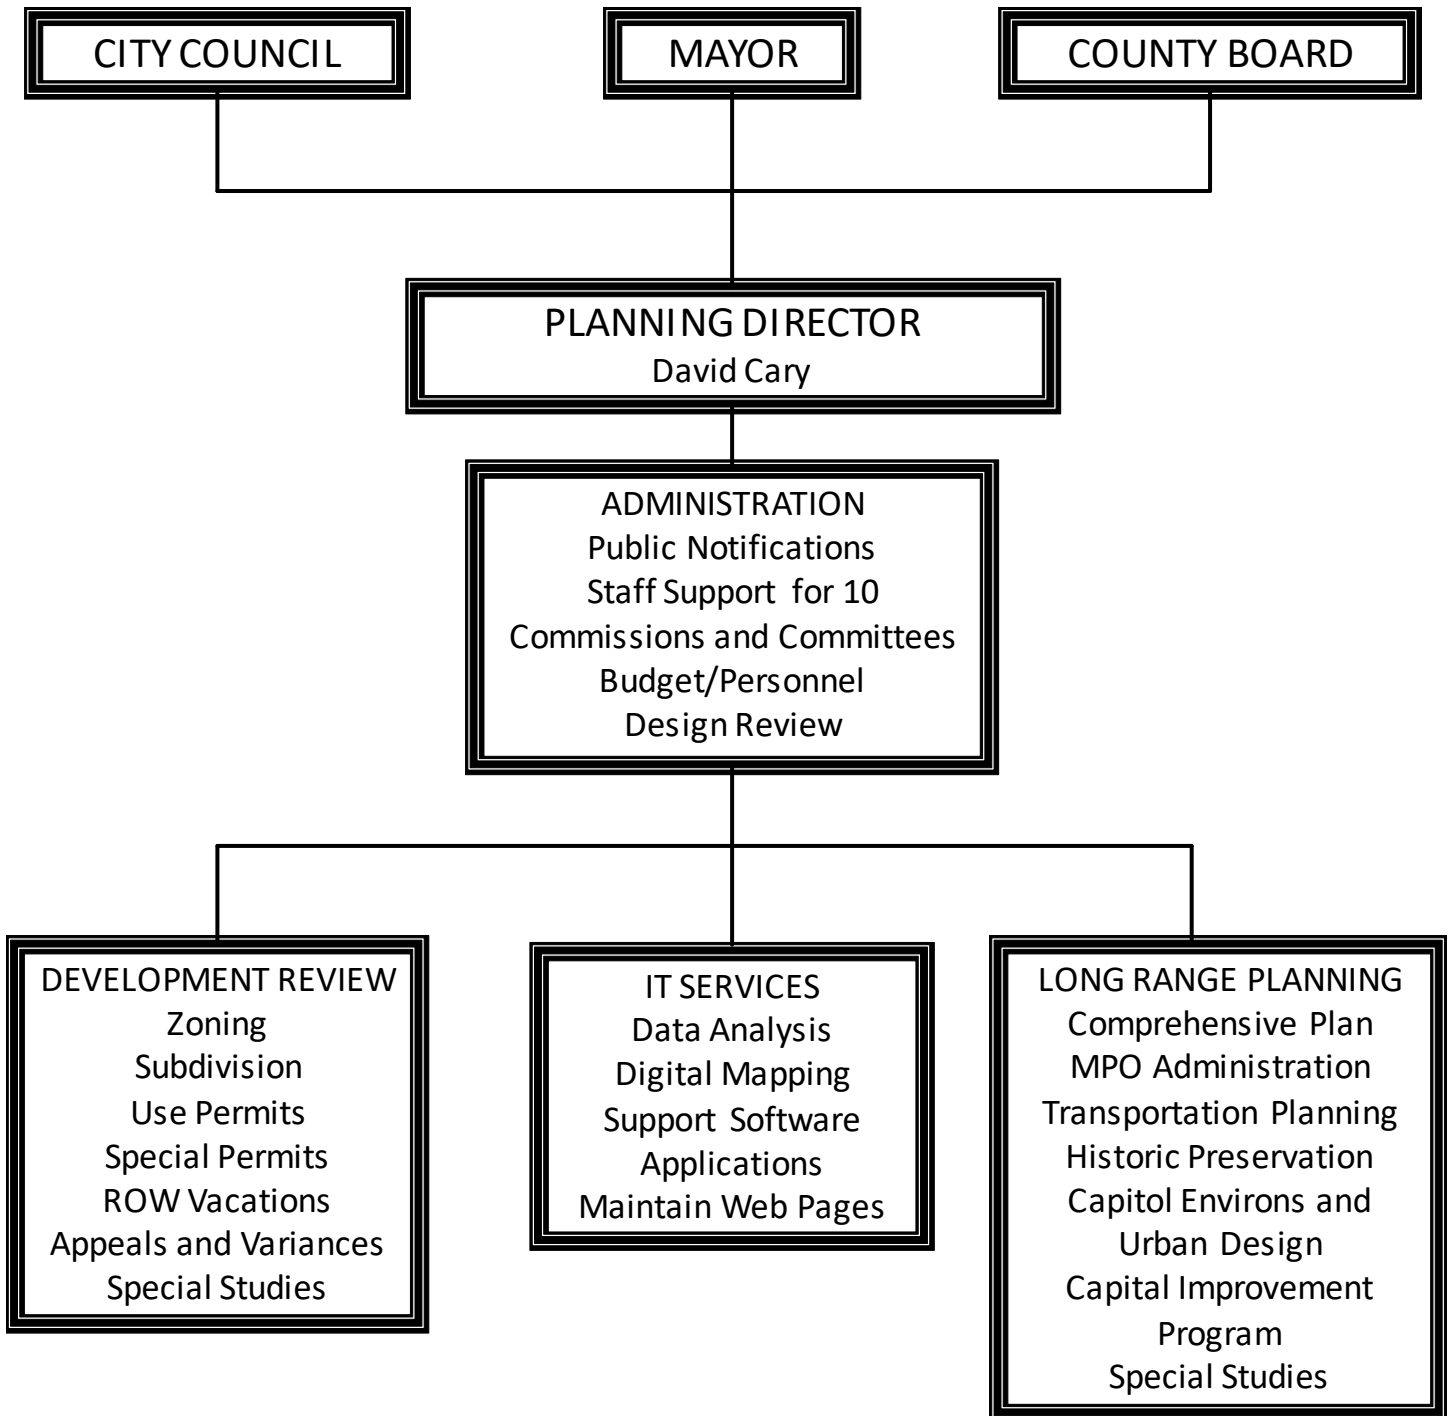 CITY COUNCIL
MAYOR
COUNTY BOARD
PLANNING DIRECTOR
David Cary
ADMINISTRATION
Public Notifications
Staff Support for 10
Commissions and Committees
Budget/Personnel
Design Review
DEVELOPMENT REVIEW
Zoning
Subdivision
Use Permits
Special Permits
ROW Vacations
Appeals and Variances
Special Studies
IT SERVICES
Data Analysis
Digital Mapping
Support Software
Applications
Maintain Web Pages
LONG RANGE PLANNING
Comprehensive Plan
MPO Administration
Transportation Planning
Historic Preservation
Capitol Environs and
Urban Design
Capital Improvement
Program
Special Studies